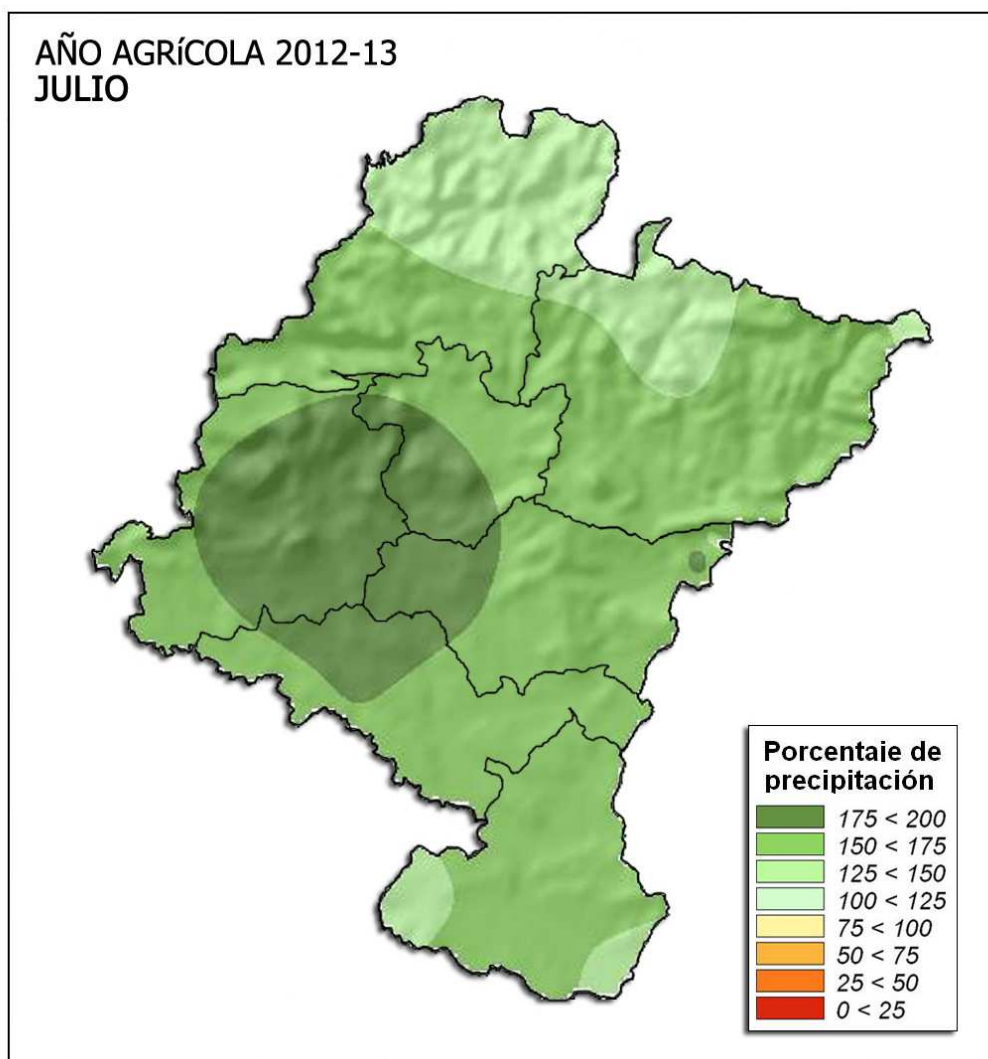 AÑO AGRíCOLA 2012-13
JULIO
Porcentaje de
precipitación
175 < 200
150 < 175
125 < 150
100 < 125
75 < 100
50 < 75
25 < 50
0 < 25